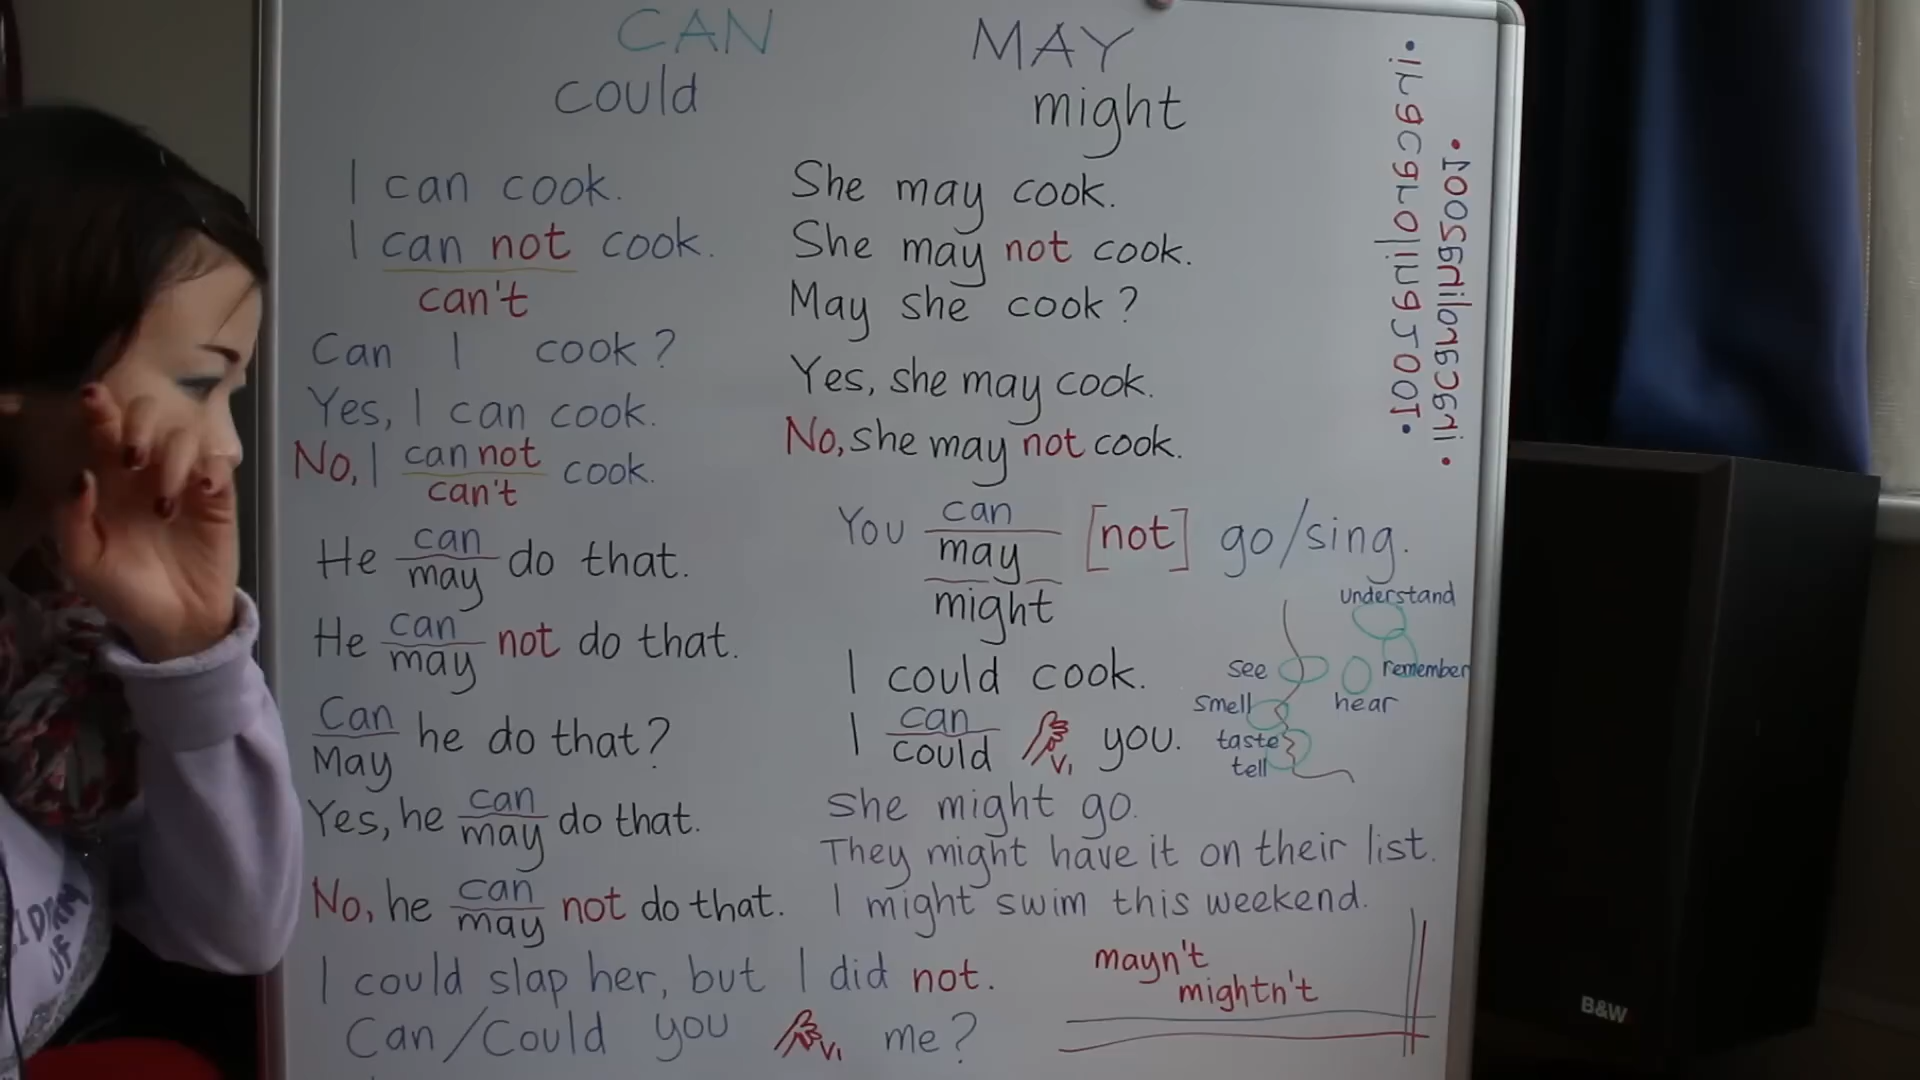 CAN
could
I can cook.
I can not cook.
can't
Can I cook?
Yes, I can cook.
No, I can not cook.
can't
He can do that.
may
He can not do that.
may
Can he do that?
May
Yes, he can do that.
may
No, he can not do that.
may
I could slap her, but I did not.
Can/Could you V₁ me?
MAY
might
She may cook.
She may not cook.
May she cook?
Yes, she may cook.
No, she may not cook.
You can [not] go/sing.
may
might
I could cook.
I can V₁ you.
could
She might go.
They might have it on their list.
I might swim this weekend.
mayn't
mightn't
understand
see
remember
smell
hear
taste
tell
B&W